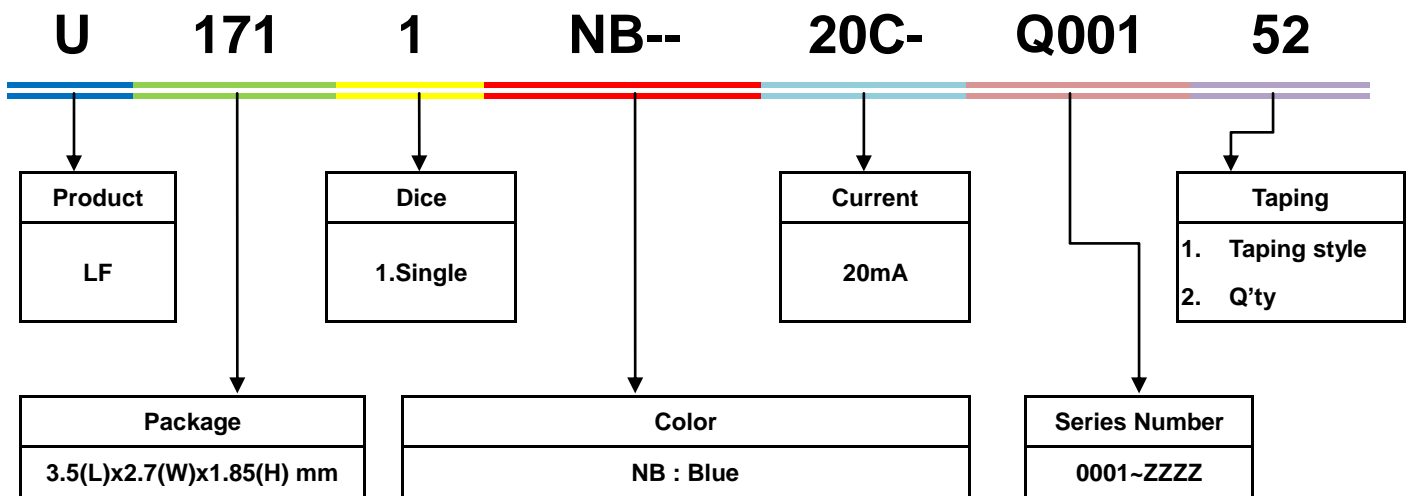 U 171 1 NB-- 20C- Q001 52
Product
LF
Dice
1.Single
Current
20mA
Taping
1. Taping style
2. Q’ty
Package
3.5(L)x2.7(W)x1.85(H) mm
Color
NB : Blue
Series Number
0001~ZZZZ